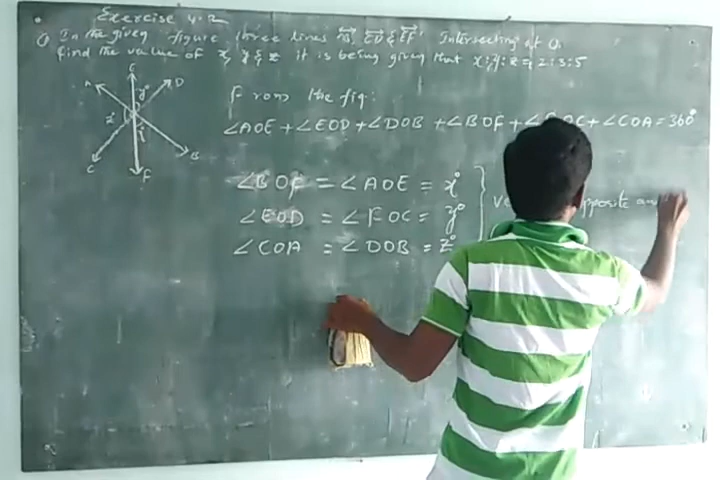 Exercise 4.2
Q In the given figure three lines AB, CD & EF Intersecting at O.
find the value of x, y & z it is being given that x:y:z = 2:3:5
E
A D
y°
z°
x
C F B
From the fig:
∠AOE + ∠EOD + ∠DOB + ∠BOF + ∠FOC + ∠COA = 360°
∠BOF = ∠AOE = x°
∠EOD = ∠FOC = y°
∠COA = ∠DOB = z°
opposite an